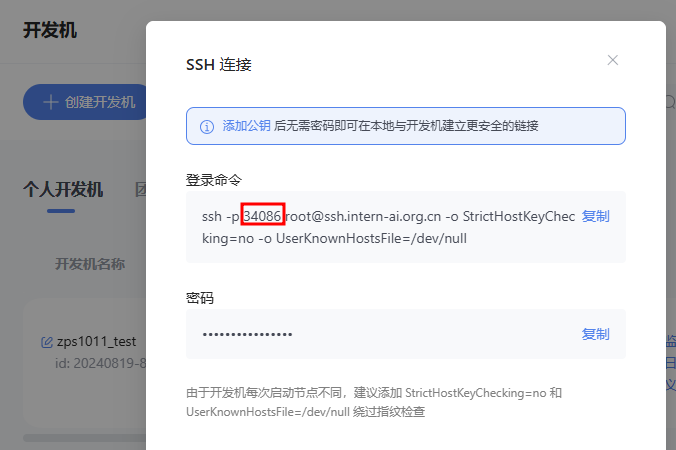 开发机
SSH 连接
创建开发机
添加公钥 后无需密码即可在本地与开发机建立更安全的链接
个人开发机
登录命令
ssh -p 34086 root@ssh.intern-ai.org.cn -o StrictHostKeyChec 复制
king=no -o UserKnownHostsFile=/dev/null
开发机名称
密码
•••••••••••••••• 复制
zps1011_test
id: 20240819-8
由于开发机每次启动节点不同，建议添加 StrictHostKeyChecking=no 和
UserKnownHostsFile=/dev/null 绕过指纹检查